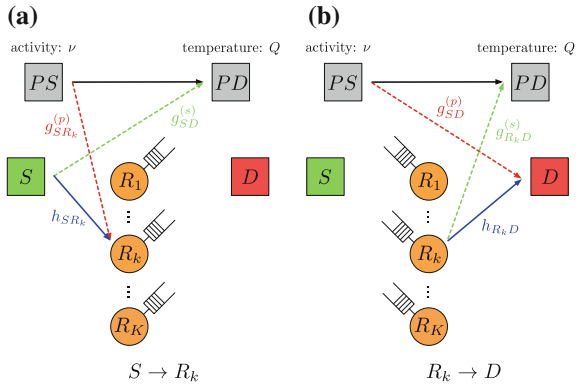 (a)
activity: ν
temperature: Q
PS
PD
g_{SR_k}^{(p)}
g_{SD}^{(s)}
S
R_1
D
h_{SR_k}
R_k
R_K
S → R_k
(b)
activity: ν
temperature: Q
PS
PD
g_{SD}^{(p)}
g_{R_kD}^{(s)}
S
R_1
D
h_{R_kD}
R_k
R_K
R_k → D